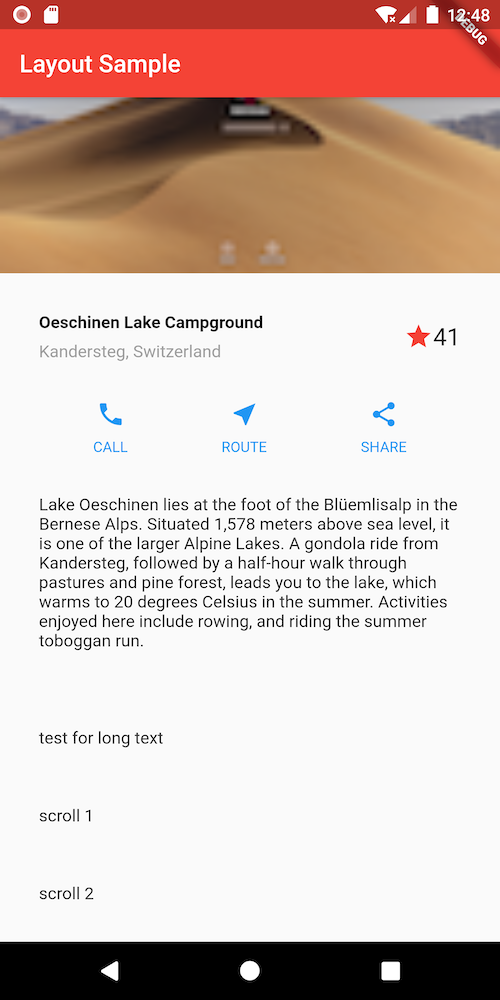 12:48
DEBUG
Layout Sample
Oeschinen Lake Campground
Kandersteg, Switzerland
41
CALL
ROUTE
SHARE
Lake Oeschinen lies at the foot of the Blüemlisalp in the
Bernese Alps. Situated 1,578 meters above sea level, it
is one of the larger Alpine Lakes. A gondola ride from
Kandersteg, followed by a half-hour walk through
pastures and pine forest, leads you to the lake, which
warms to 20 degrees Celsius in the summer. Activities
enjoyed here include rowing, and riding the summer
toboggan run.
test for long text
scroll 1
scroll 2